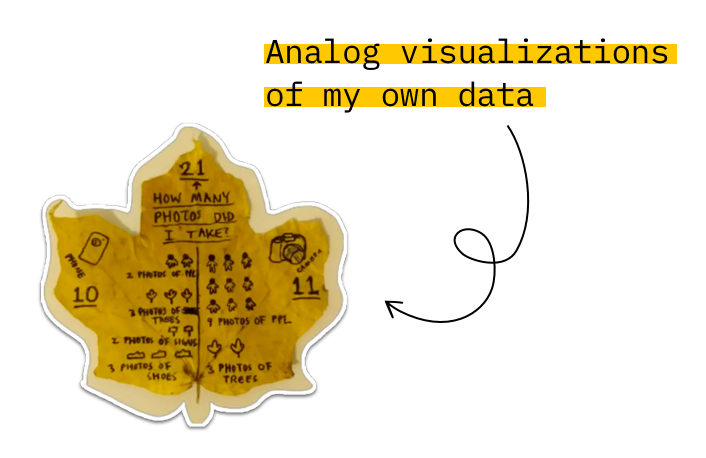 Analog visualizations
of my own data
21
HOW MANY
PHOTOS DID
I TAKE?
PHONE
10
2 PHOTOS OF PPL
3 PHOTOS OF
TREES
2 PHOTOS OF SIGNS
3 PHOTOS OF
SHOES
CAMERA
11
9 PHOTOS OF PPL
3 PHOTOS OF
TREES